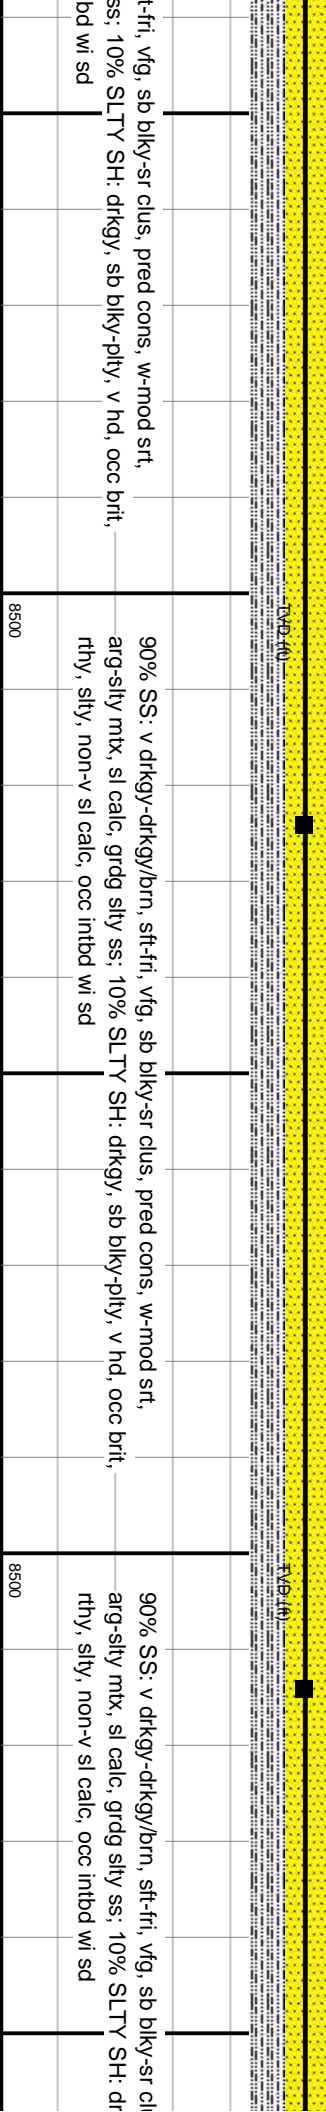 t-fri, vfg, sb blky-sr clus, pred cons, w-mod srt,
ss; 10% SLTY SH: drkgy, sb blky-plty, v hd, occ brit,
bd wi sd
TVD (ft)
8500
90% SS: v drkgy-drkgy/brn, sft-fri, vfg, sb blky-sr clus, pred cons, w-mod srt,
arg-slty mtx, sl calc, grdg slty ss; 10% SLTY SH: drkgy, sb blky-plty, v hd, occ brit,
rthy, slty, non-v sl calc, occ intbd wi sd
TVD (ft)
8500
90% SS: v drkgy-drkgy/brn, sft-fri, vfg, sb blky-sr clu
arg-slty mtx, sl calc, grdg slty ss; 10% SLTY SH: dr
rthy, slty, non-v sl calc, occ intbd wi sd